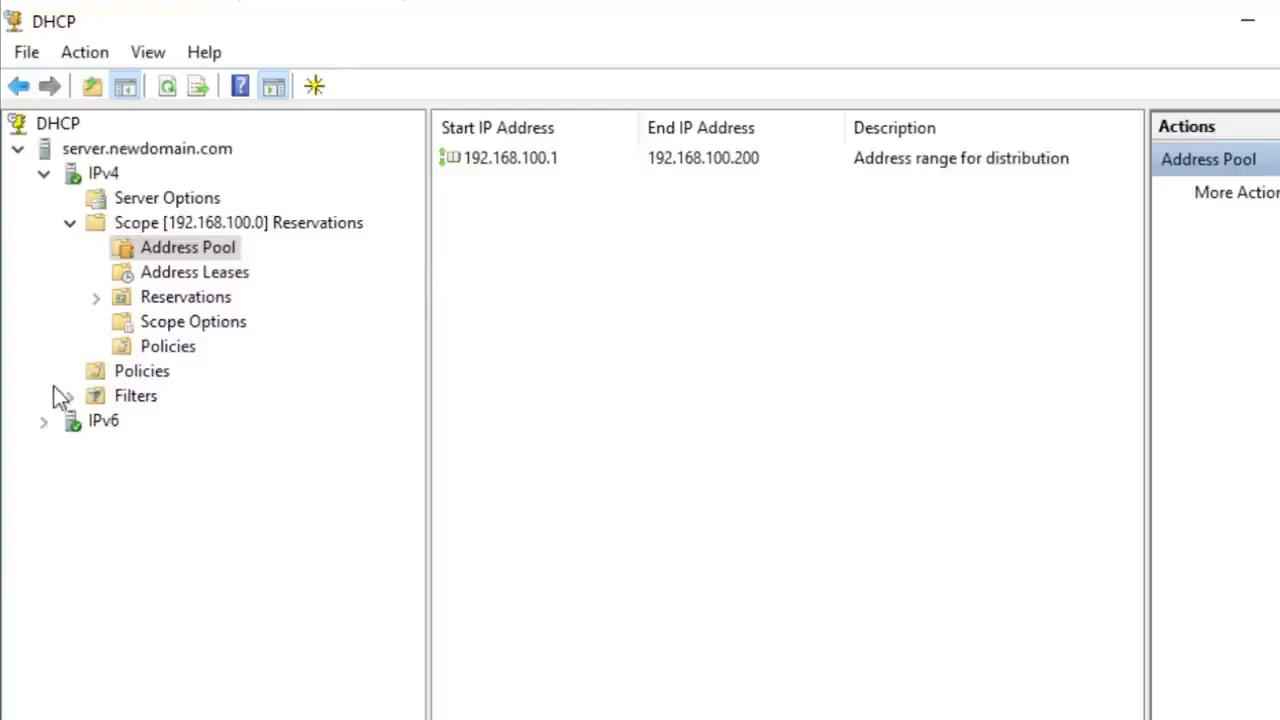 DHCP
File Action View Help
DHCP
server.newdomain.com
IPv4
Server Options
Scope [192.168.100.0] Reservations
Address Pool
Address Leases
Reservations
Scope Options
Policies
Policies
Filters
IPv6
Start IP Address End IP Address Description
192.168.100.1 192.168.100.200 Address range for distribution
Actions
Address Pool
More Actior